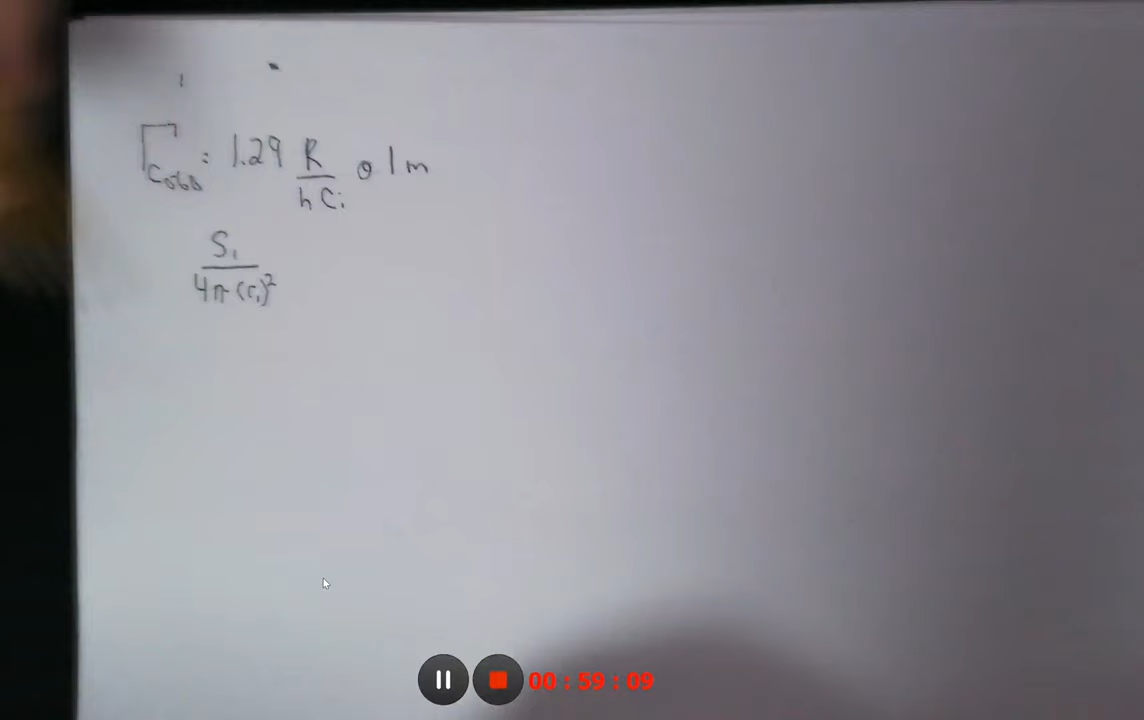 Γ_Co60 : 1.29 R/hCi @ 1m
S₁/4π(r₁)²
00 : 59 : 09